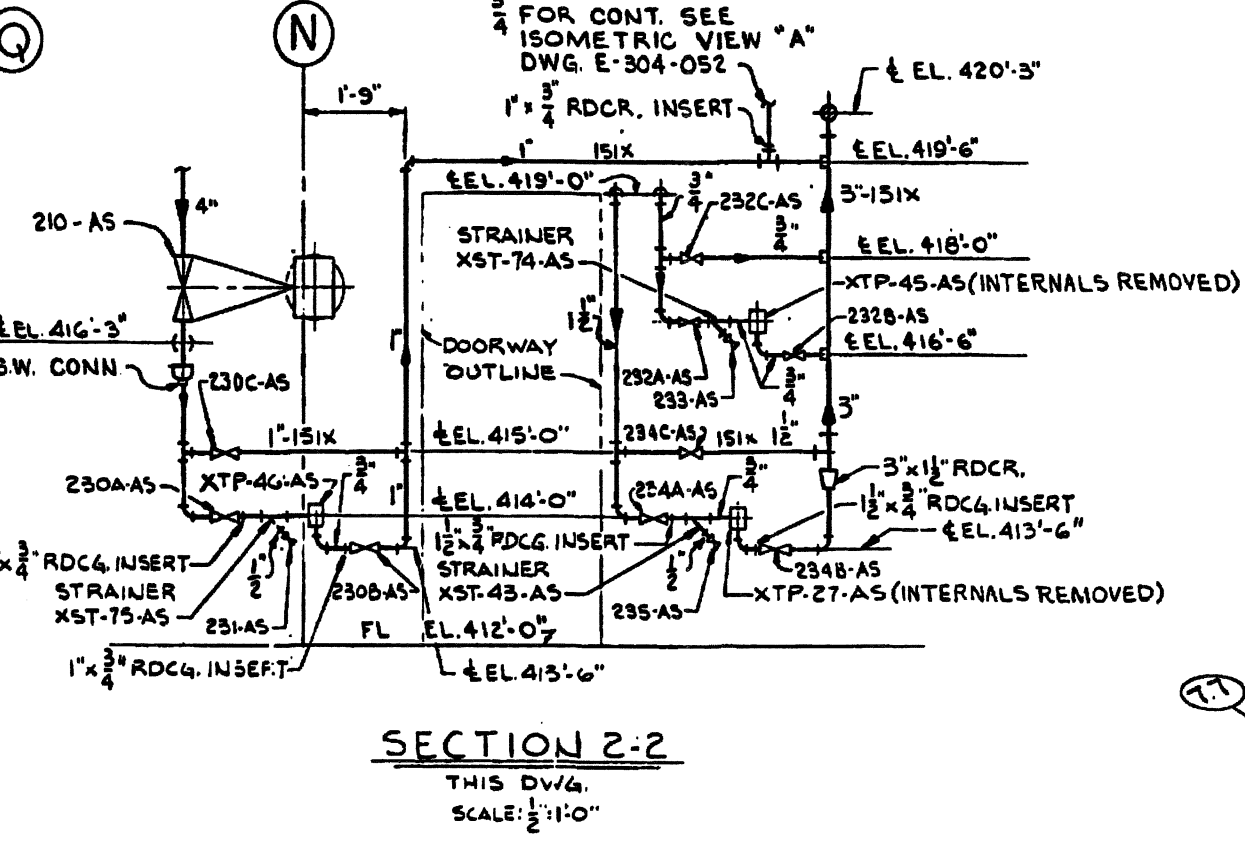 Q
N
3/4
FOR CONT. SEE
ISOMETRIC VIEW "A"
DWG. E-304-052
℄ EL. 420'-3"
1'-9"
1" x 3/4" RDCR. INSERT
1"
151X
℄ EL. 419'-6"
℄ EL. 419'-0"
3/4"
232C-AS
3"-151X
4"
210-AS
STRAINER
XST-74-AS
3/4"
℄ EL. 418'-0"
XTP-45-AS (INTERNALS REMOVED)
1 1/2"
232B-AS
℄ EL. 416'-3"
1"
℄ EL. 416'-6"
DOORWAY
OUTLINE
.W. CONN.
230C-AS
232A-AS
233-AS
3/4"
3"
1"-151X
℄ EL. 415'-0"
234C-AS
151X
1 1/2"
230A-AS
XTP-46-AS
3/4"
1"
℄ EL. 414'-0"
234A-AS
3/4"
3" x 1 1/2" RDCR.
1 1/2" x 3/4" RDCG. INSERT
℄ EL. 413'-6"
x 3/4" RDCG. INSERT
1/2"
1 1/2" x 3/4" RDCG. INSERT
STRAINER
XST-75-AS
230B-AS
STRAINER
XST-43-AS
1/2"
234B-AS
231-AS
235-AS
XTP-27-AS (INTERNALS REMOVED)
FL EL. 412'-0"
1" x 3/4" RDCG. INSERT
℄ EL. 413'-6"
7.7
SECTION 2-2
THIS DWG.
SCALE: 1/2" : 1'-0"